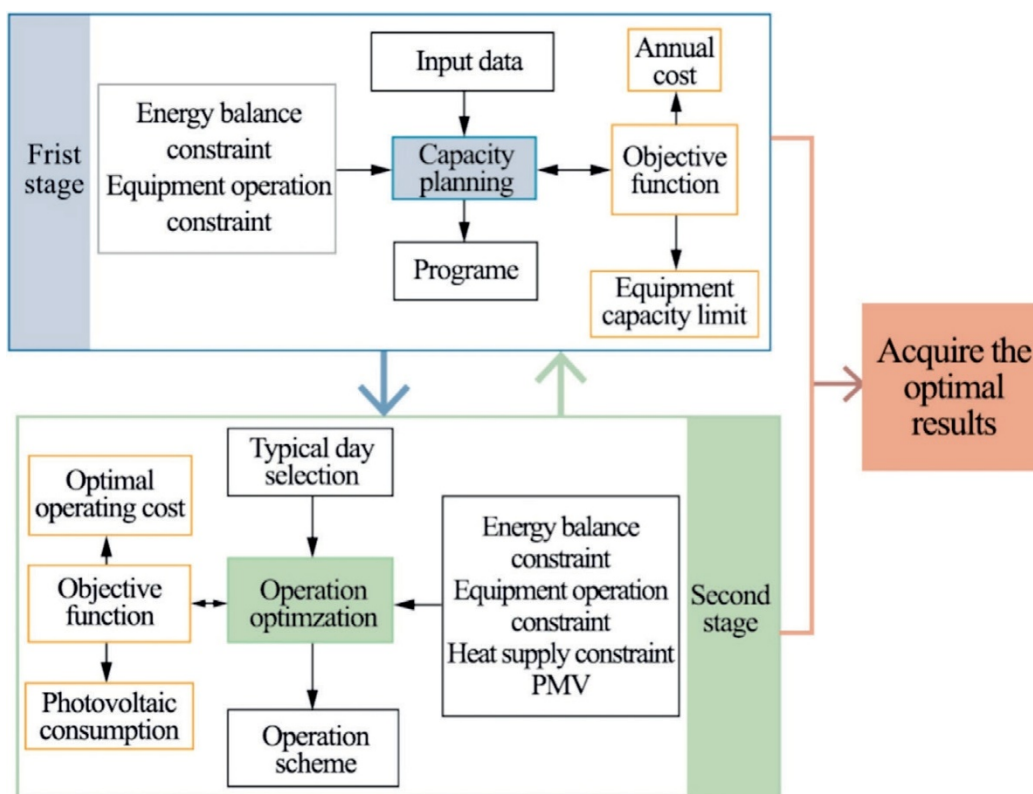 Frist
stage
Energy balance
constraint
Equipment operation
constraint
Input data
Capacity
planning
Programe
Annual
cost
Objective
function
Equipment
capacity limit
Acquire the
optimal
results
Optimal
operating cost
Objective
function
Photovoltaic
consumption
Typical day
selection
Operation
optimzation
Operation
scheme
Energy balance
constraint
Equipment operation
constraint
Heat supply constraint
PMV
Second
stage